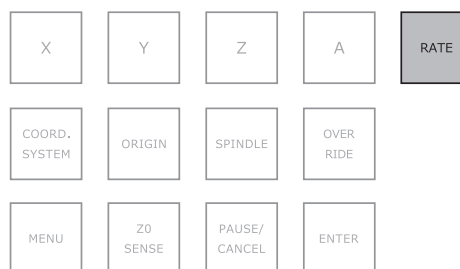 X
Y
Z
A
RATE
COORD.
SYSTEM
ORIGIN
SPINDLE
OVER
RIDE
MENU
Z0
SENSE
PAUSE/
CANCEL
ENTER